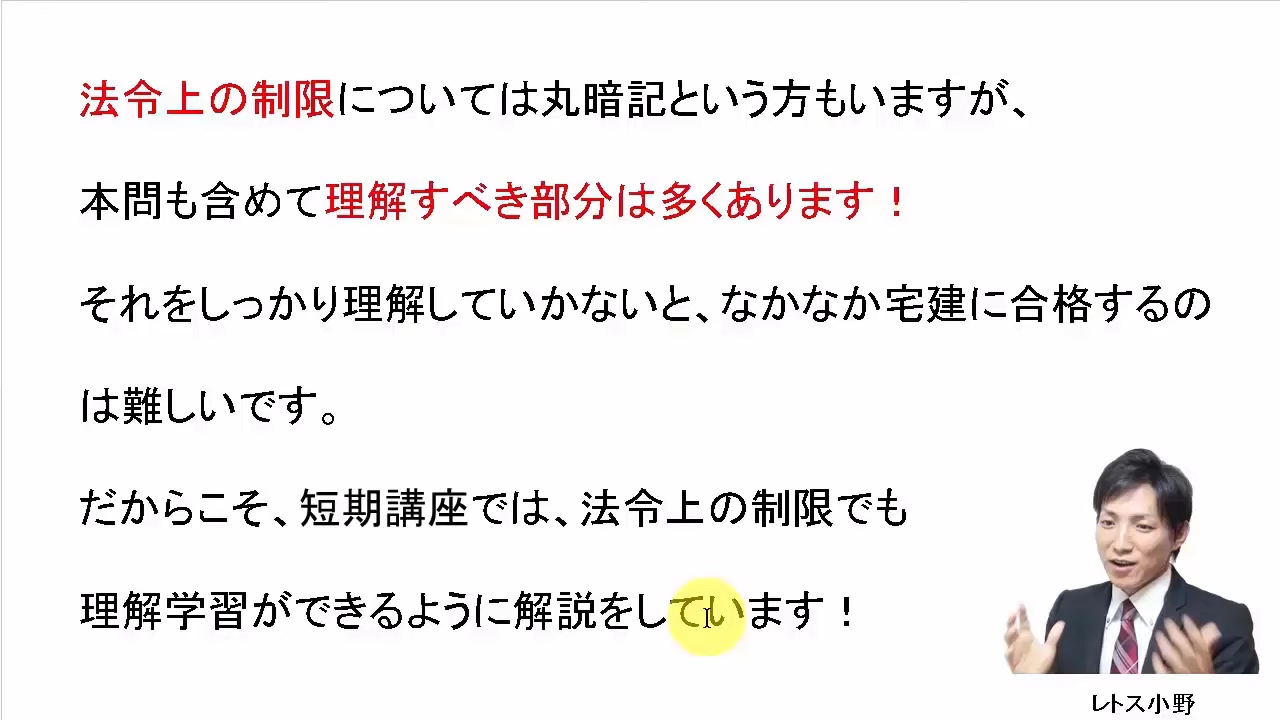 法令上の制限については丸暗記という方もいますが、
本問も含めて理解すべき部分は多くあります！
それをしっかり理解していかないと、なかなか宅建に合格するの
は難しいです。
だからこそ、短期講座では、法令上の制限でも
理解学習ができるように解説をしています！
レトス小野